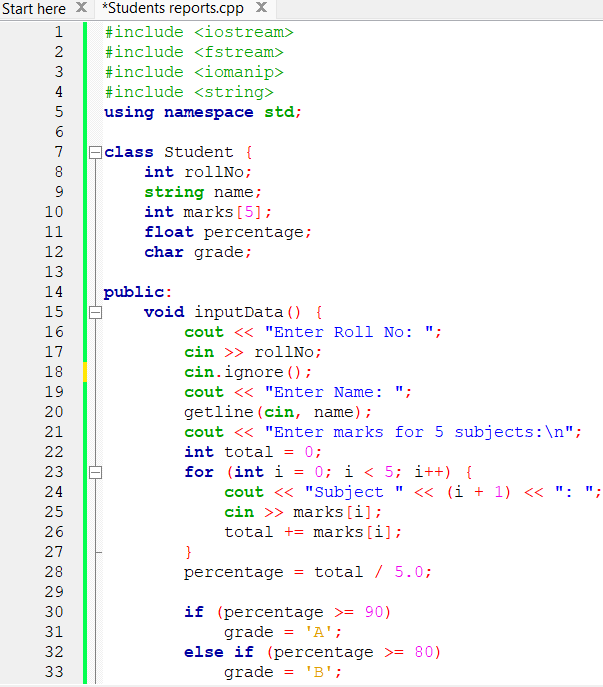 Start here X *Students reports.cpp X
1 #include <iostream>
2 #include <fstream>
3 #include <iomanip>
4 #include <string>
5 using namespace std;
6
7 class Student {
8 int rollNo;
9 string name;
10 int marks[5];
11 float percentage;
12 char grade;
13
14 public:
15 void inputData() {
16 cout << "Enter Roll No: ";
17 cin >> rollNo;
18 cin.ignore();
19 cout << "Enter Name: ";
20 getline(cin, name);
21 cout << "Enter marks for 5 subjects:\n";
22 int total = 0;
23 for (int i = 0; i < 5; i++) {
24 cout << "Subject " << (i + 1) << ": ";
25 cin >> marks[i];
26 total += marks[i];
27 }
28 percentage = total / 5.0;
29
30 if (percentage >= 90)
31 grade = 'A';
32 else if (percentage >= 80)
33 grade = 'B';